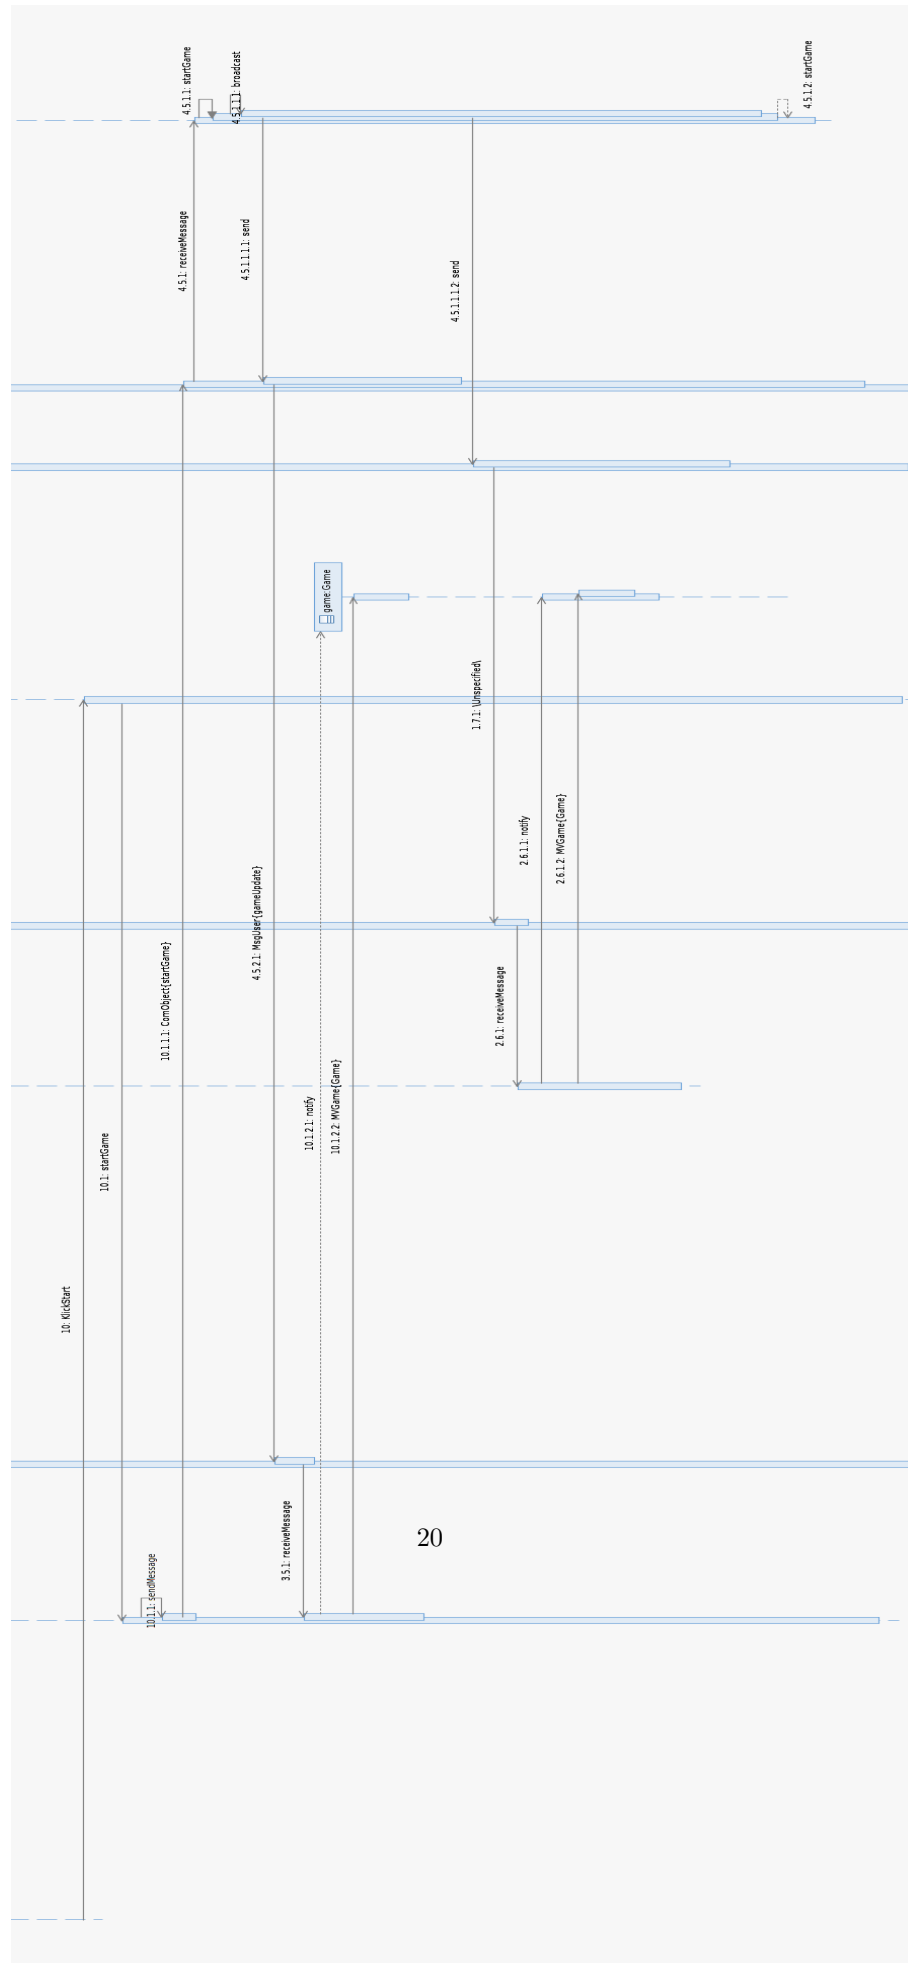 10: KlickStart
10.1: startGame
10.1.1: sendMessage
10.1.1.1: ComObject{startGame}
4.5.1: receiveMessage
4.5.1.1: startGame
4.5.1.1.1: broadcast
4.5.1.1.1.1: send
4.5.2.1: MsgUser{gameUpdate}
3.5.1: receiveMessage
10.1.2.1: notify
game:Game
10.1.2.2: MVGame{Game}
4.5.1.1.1.2: send
1.7.1: \Unspecified\
2.6.1: receiveMessage
2.6.1.1: notify
2.6.1.2: MVGame{Game}
4.5.1.2: startGame
20